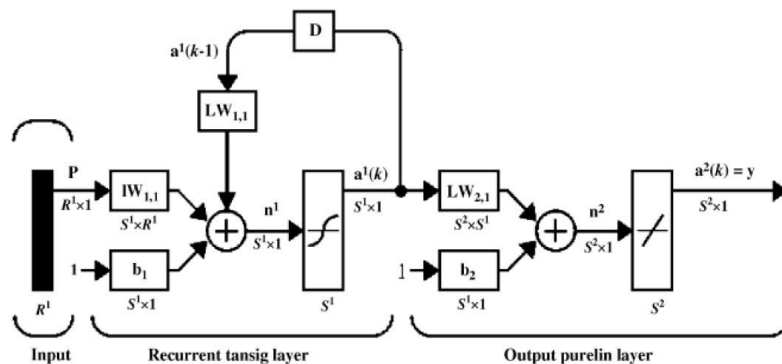 D
a¹(k-1)
LW₁,₁
P
IW₁,₁
R¹×1
S¹×R¹
1
b₁
S¹×1
R¹
n¹
S¹×1
S¹
a¹(k)
S¹×1
LW₂,₁
S²×S¹
1
b₂
S¹×1
n²
S²×1
S²
a²(k) = y
S²×1
Input
Recurrent tansig layer
Output purelin layer